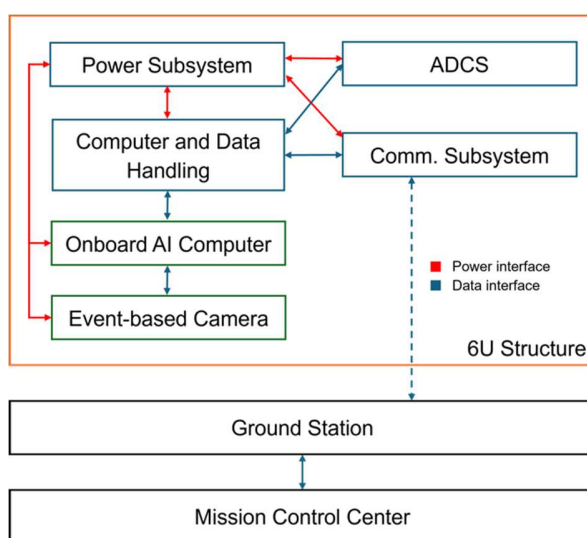 Power Subsystem
ADCS
Computer and Data
Handling
Comm. Subsystem
Onboard AI Computer
Power interface
Data interface
Event-based Camera
6U Structure
Ground Station
Mission Control Center